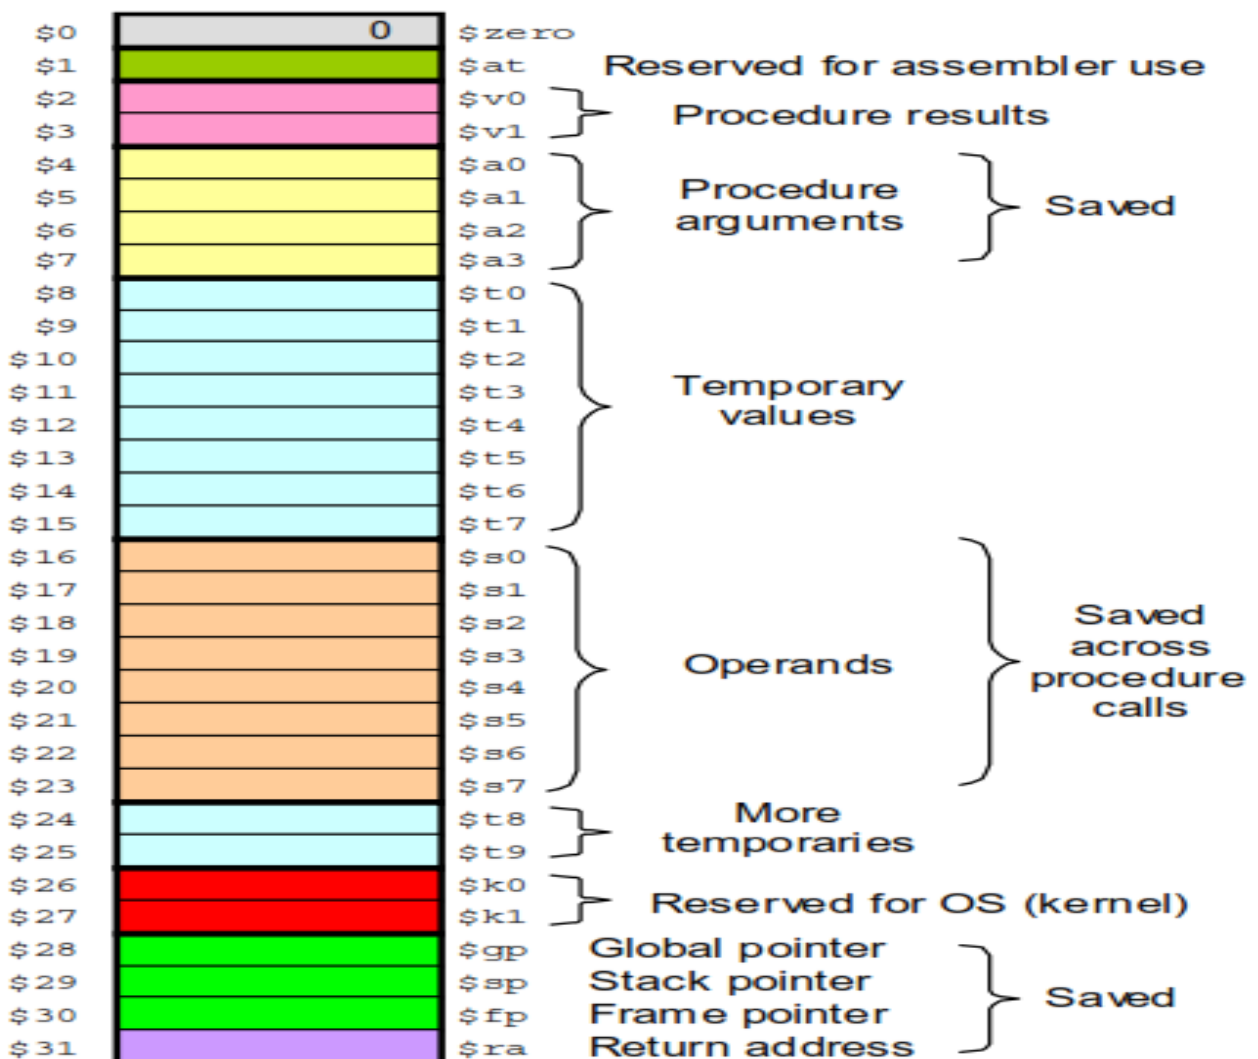 $0 0 $zero
$1 $at Reserved for assembler use
$2 $v0
Procedure results
$3 $v1
$4 $a0
Procedure
$5 $a1 Saved
arguments
$6 $a2
$7 $a3
$8 $t0
$9 $t1
$10 $t2
$11 $t3 Temporary
values
$12 $t4
$13 $t5
$14 $t6
$15 $t7
$16 $s0
$17 $s1
$18 $s2 Saved
across
$19 $s3 Operands
procedure
$20 $s4
calls
$21 $s5
$22 $s6
$23 $s7
$24 $t8 More
temporaries
$25 $t9
$26 $k0
Reserved for OS (kernel)
$27 $k1
$28 $gp Global pointer
$29 $sp Stack pointer
Saved
$30 $fp Frame pointer
$31 $ra Return address